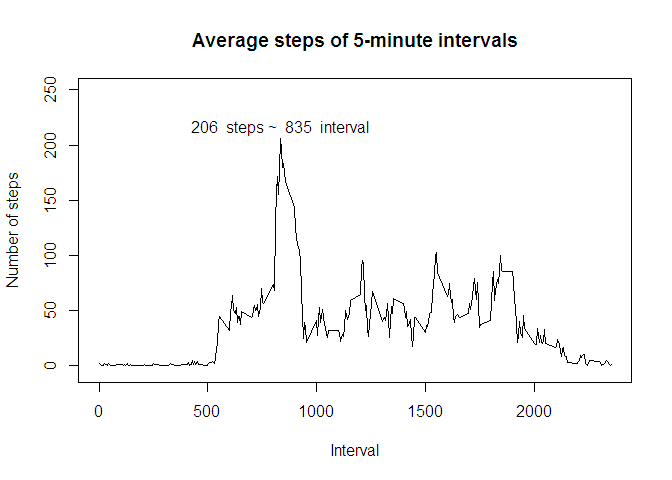 Average steps of 5-minute intervals
206 steps ~ 835 interval
Number of steps
250
200
150
100
50
0
0 500 1000 1500 2000
Interval